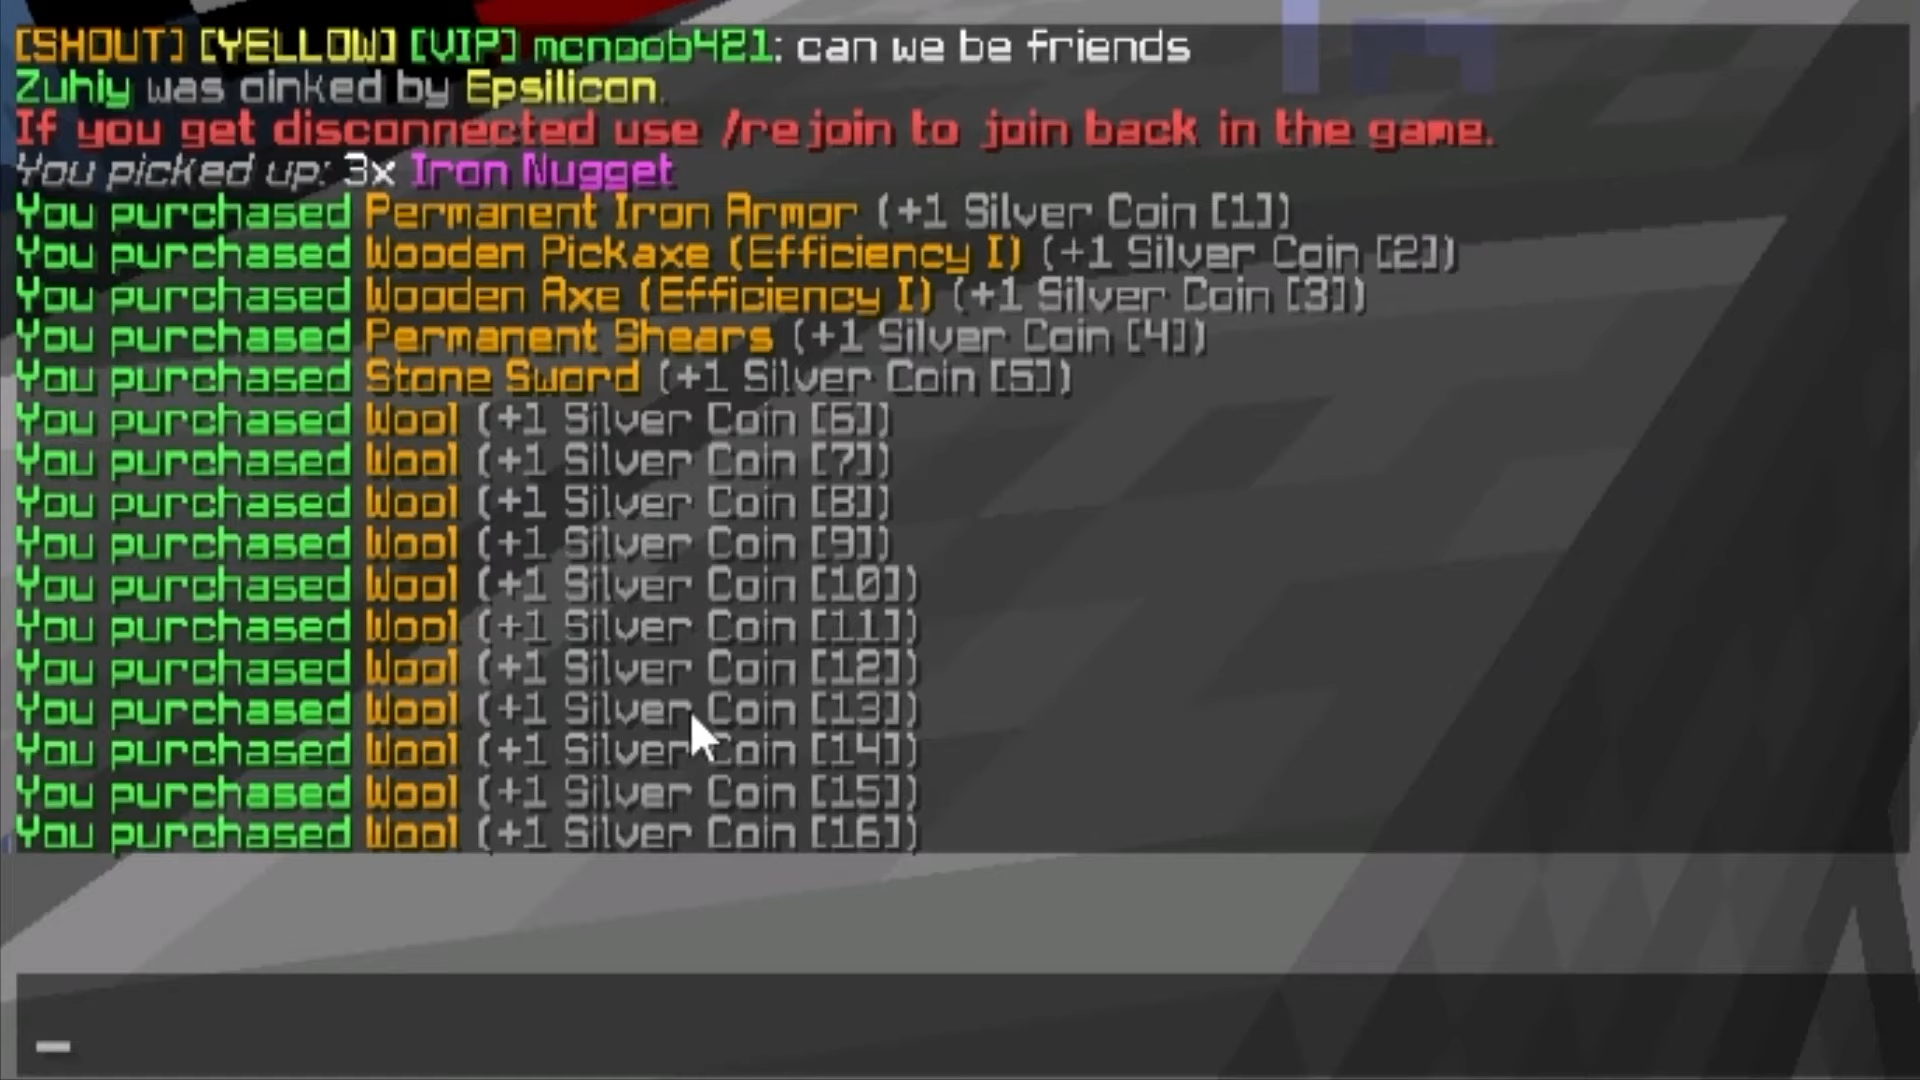 [SHOUT] [YELLOW] [VIP] mcnoob421: can we be friends
Zuhiy was oinked by Epsilicon.
If you get disconnected use /rejoin to join back in the game.
You picked up: 3x Iron Nugget
You purchased Permanent Iron Armor (+1 Silver Coin [1])
You purchased Wooden Pickaxe (Efficiency I) (+1 Silver Coin [2])
You purchased Wooden Axe (Efficiency I) (+1 Silver Coin [3])
You purchased Permanent Shears (+1 Silver Coin [4])
You purchased Stone Sword (+1 Silver Coin [5])
You purchased Wool (+1 Silver Coin [6])
You purchased Wool (+1 Silver Coin [7])
You purchased Wool (+1 Silver Coin [8])
You purchased Wool (+1 Silver Coin [9])
You purchased Wool (+1 Silver Coin [10])
You purchased Wool (+1 Silver Coin [11])
You purchased Wool (+1 Silver Coin [12])
You purchased Wool (+1 Silver Coin [13])
You purchased Wool (+1 Silver Coin [14])
You purchased Wool (+1 Silver Coin [15])
You purchased Wool (+1 Silver Coin [16])